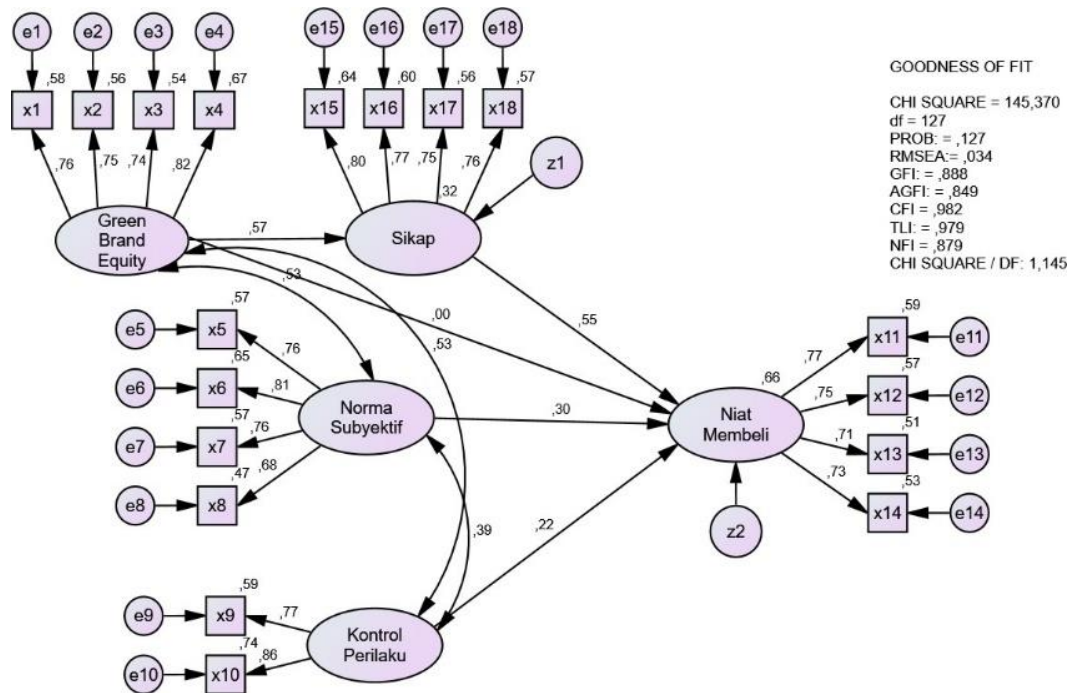 e1
e2
e3
e4
,58
,56
,54
,67
x1
x2
x3
x4
,76
,75
,74
,82
Green
Brand
Equity
e15
e16
e17
e18
,64
,60
,56
,57
x15
x16
x17
x18
,80
,77
,75
,76
,32
Sikap
z1
,57
,53
,00
,53
,55
GOODNESS OF FIT
CHI SQUARE = 145,370
df = 127
PROB: = ,127
RMSEA:= ,034
GFI: = ,888
AGFI: = ,849
CFI: = ,982
TLI: = ,979
NFI: = ,879
CHI SQUARE / DF: 1,145
e5
x5
,57
,76
e6
x6
,65
,81
e7
x7
,57
,76
e8
x8
,47
,68
Norma
Subyektif
,30
,39
,22
,66
Niat
Membeli
z2
,77
,75
,71
,73
,59
x11
e11
,57
x12
e12
,51
x13
e13
,53
x14
e14
e9
x9
,59
,77
e10
x10
,74
,86
Kontrol
Perilaku